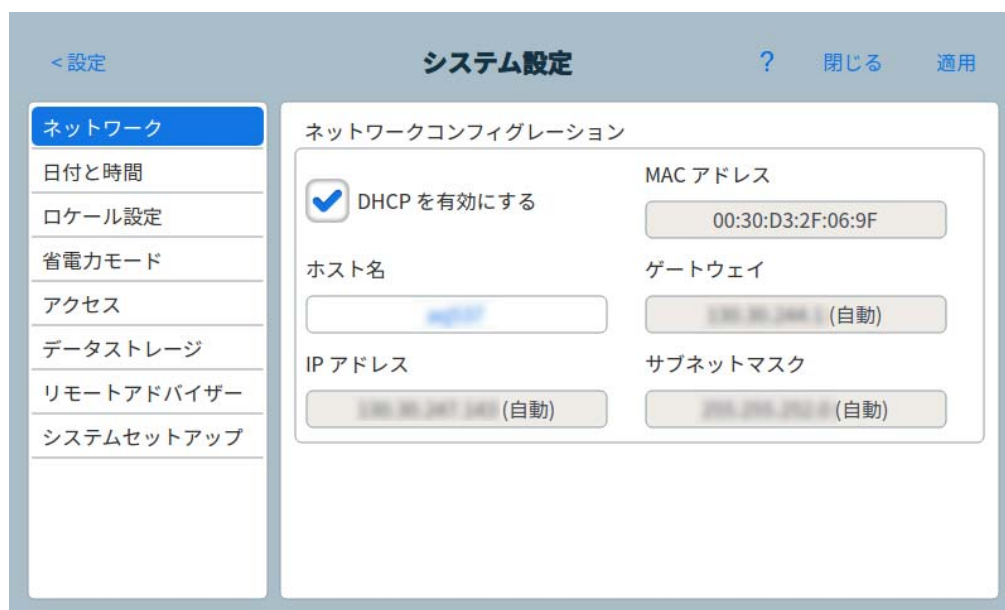 < 設定
システム設定
?
閉じる
適用
ネットワーク
日付と時間
ロケール設定
省電力モード
アクセス
データストレージ
リモートアドバイザー
システムセットアップ
ネットワークコンフィグレーション
DHCP を有効にする
MAC アドレス
00:30:D3:2F:06:9F
ホスト名
ゲートウェイ
(自動)
IP アドレス
(自動)
サブネットマスク
(自動)